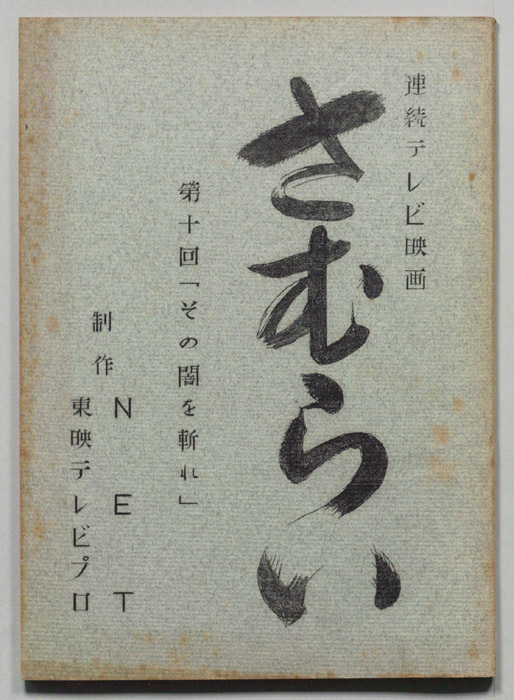 連続テレビ映画
さむらい
第十回「その闇を斬れ」
制作
NET
東映テレビプロ